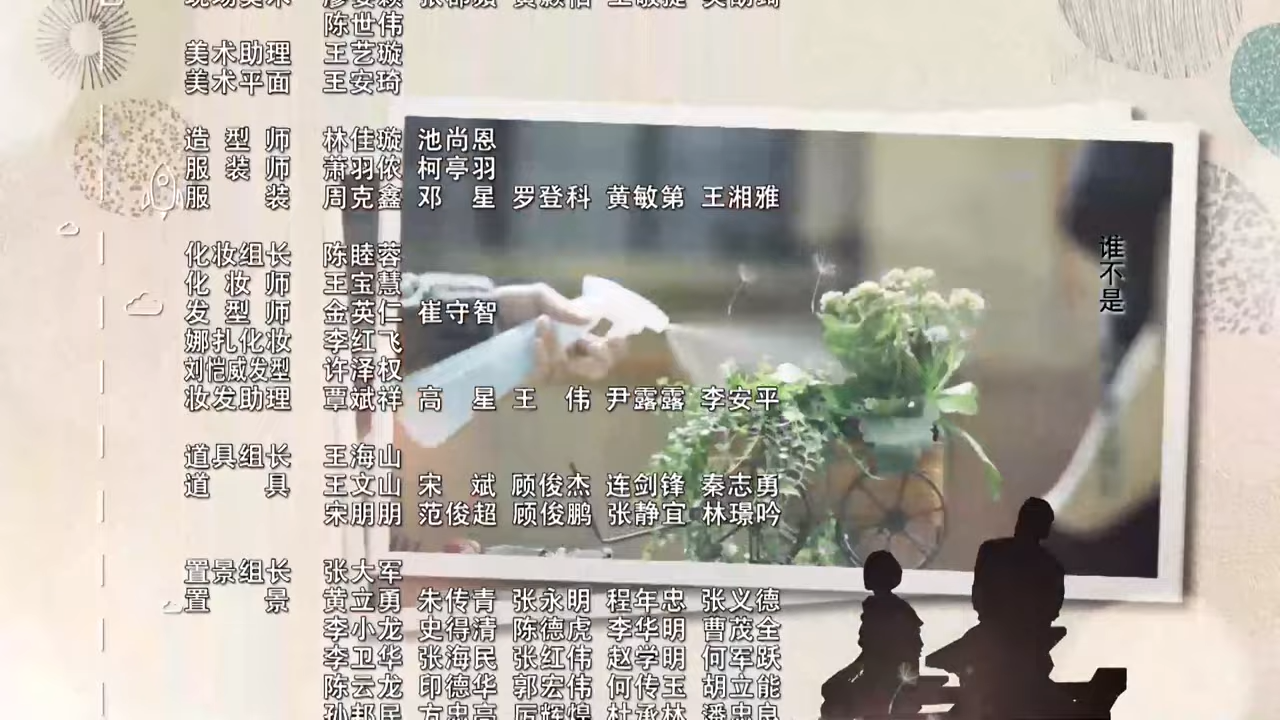 陈世伟
美术助理 王艺璇
美术平面 王安琦
造型师 林佳璇 池尚恩
服装师 萧羽依 柯亭羽
服装 周克鑫 邓星 罗登科 黄敏第 王湘雅
化妆组长 陈睦蓉
化妆师 王宝慧
发型师 金英仁 崔守智
娜扎化妆 李红飞
刘恺威发型 许泽权
妆发助理 覃斌祥 高星 王伟 尹露露 李安平
道具组长 王海山
道具 王文山 宋斌 顾俊杰 连剑锋 秦志勇
宋朋朋 范俊超 顾俊鹏 张静宜 林璟吟
置景组长 张大军
置景 黄立勇 朱传青 张永明 程年忠 张义德
李小龙 史得清 陈德虎 李华明 曹茂全
李卫华 张海民 张红伟 赵学明 何军跃
陈云龙 印德华 郭宏伟 何传玉 胡立能
谁不是